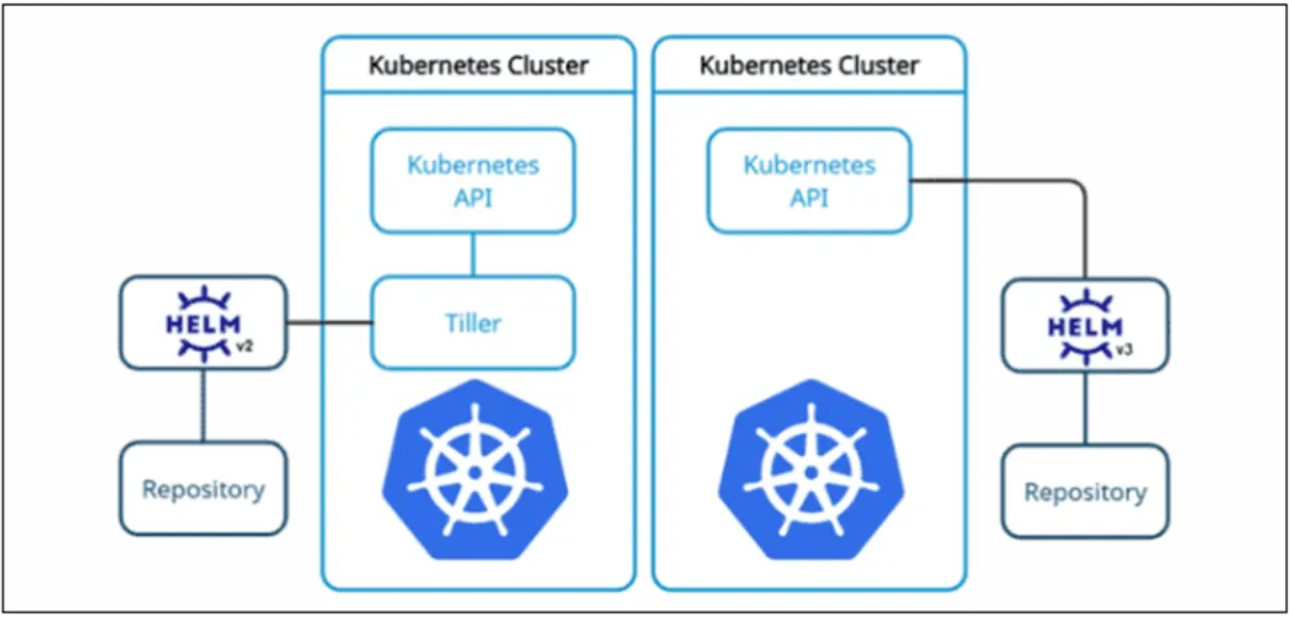 Kubernetes Cluster
Kubernetes
API
Tiller
HELM
v2
Repository
Kubernetes Cluster
Kubernetes
API
HELM
v3
Repository